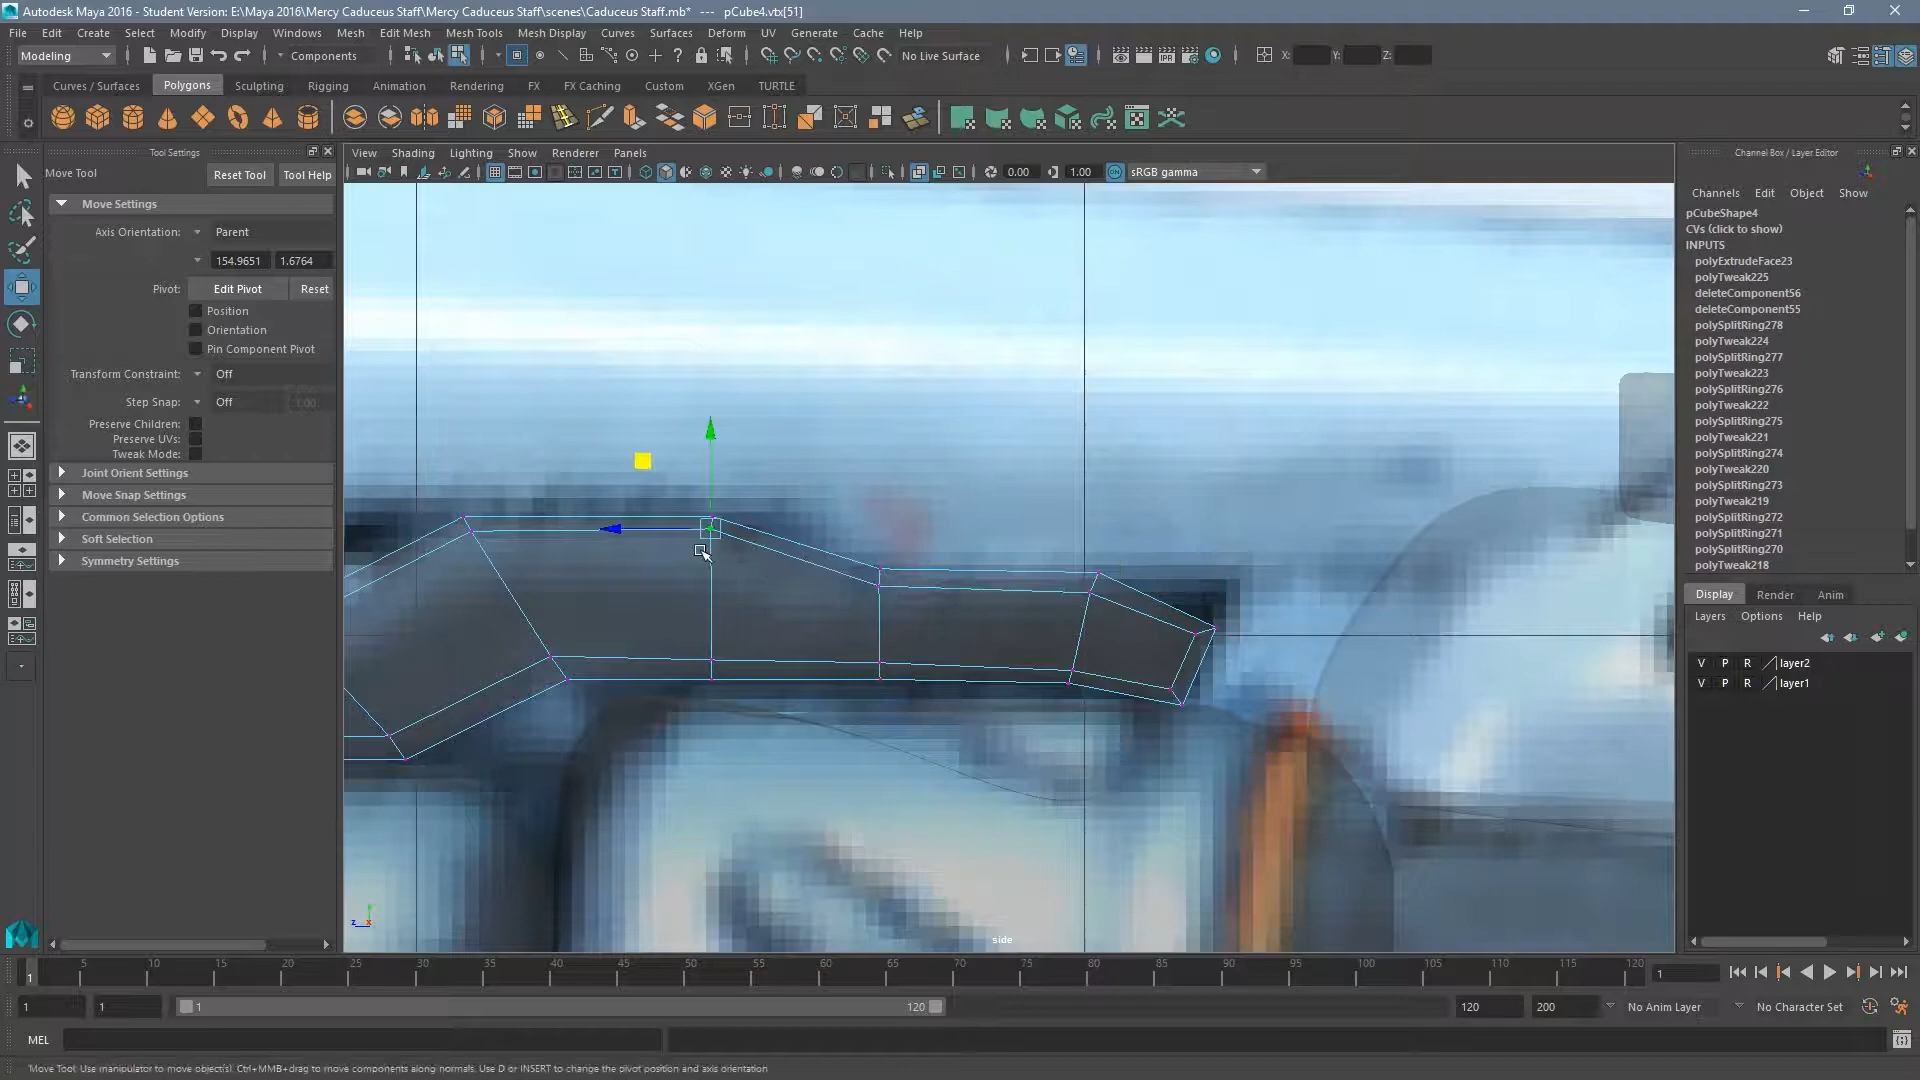 Autodesk Maya 2016 - Student Version: E:\Maya 2016\Mercy Caduceus Staff\Mercy Caduceus Staff\scenes\Caduceus Staff.mb* --- pCube4.vtx[51]
File Edit Create Select Modify Display Windows Mesh Edit Mesh Mesh Tools Mesh Display Curves Surfaces Deform UV Generate Cache Help
Modeling Components No Live Surface X: Y: Z:
Curves / Surfaces Polygons Sculpting Rigging Animation Rendering FX FX Caching Custom XGen TURTLE
Tool Settings
Move Tool Reset Tool Tool Help
Move Settings
Axis Orientation: Parent
154.9651 1.6764
Pivot: Edit Pivot Reset
Position
Orientation
Pin Component Pivot
Transform Constraint: Off
Step Snap: Off 1.00
Preserve Children:
Preserve UVs:
Tweak Mode:
Joint Orient Settings
Move Snap Settings
Common Selection Options
Soft Selection
Symmetry Settings
View Shading Lighting Show Renderer Panels
0.00 1.00 ON sRGB gamma
z x
side
Channel Box / Layer Editor
Channels Edit Object Show
pCubeShape4
CVs (click to show)
INPUTS
polyExtrudeFace23
polyTweak225
deleteComponent56
deleteComponent55
polySplitRing278
polyTweak224
polySplitRing277
polyTweak223
polySplitRing276
polyTweak222
polySplitRing275
polyTweak221
polySplitRing274
polyTweak220
polySplitRing273
polyTweak219
polySplitRing272
polySplitRing271
polySplitRing270
polyTweak218
Display Render Anim
Layers Options Help
V P R layer2
V P R layer1
1 5 10 15 20 25 30 35 40 45 50 55 60 65 70 75 80 85 90 95 100 105 110 115 120 1
1 1 1 120 120 200 No Anim Layer No Character Set
MEL
Move Tool: Use manipulator to move object(s). Ctrl+MMB+drag to move components along normals. Use D or INSERT to change the pivot position and axis orientation